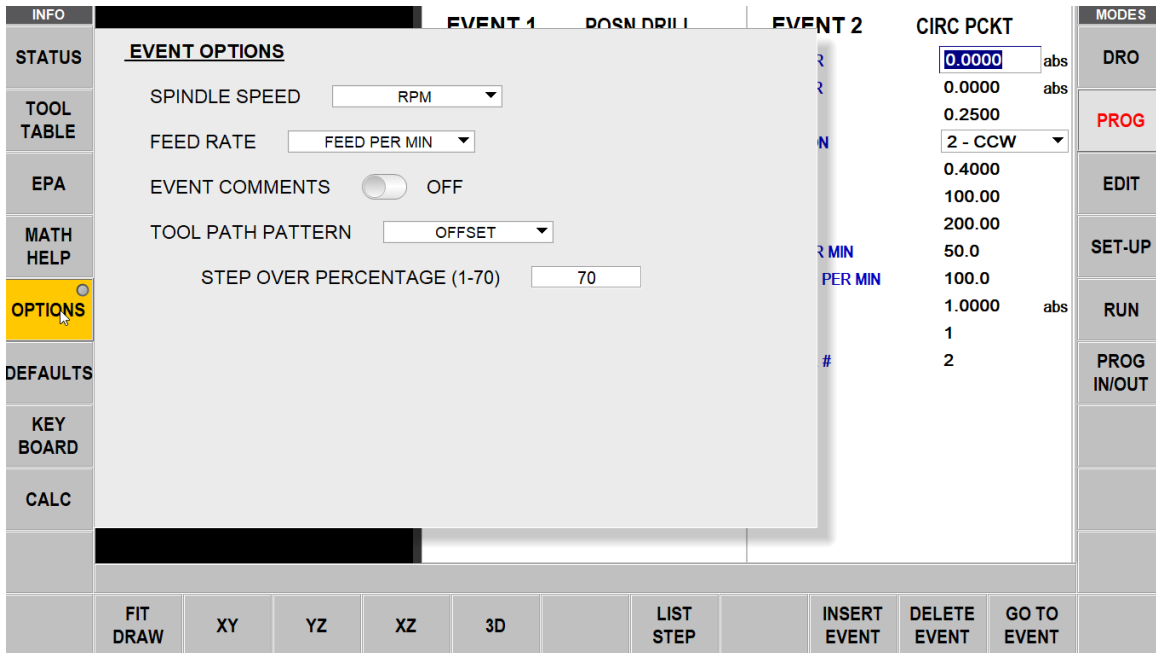 INFO
STATUS
TOOL
TABLE
EPA
MATH
HELP
OPTIONS
DEFAULTS
KEY
BOARD
CALC
EVENT 1 POSN DRILL
EVENT 2 CIRC PCKT
EVENT OPTIONS
SPINDLE SPEED RPM
FEED RATE FEED PER MIN
EVENT COMMENTS OFF
TOOL PATH PATTERN OFFSET
STEP OVER PERCENTAGE (1-70) 70
R 0.0000 abs
R 0.0000 abs
0.2500
N 2 - CCW
0.4000
100.00
200.00
R MIN 50.0
PER MIN 100.0
1.0000 abs
1
# 2
MODES
DRO
PROG
EDIT
SET-UP
RUN
PROG
IN/OUT
FIT
DRAW
XY
YZ
XZ
3D
LIST
STEP
INSERT
EVENT
DELETE
EVENT
GO TO
EVENT